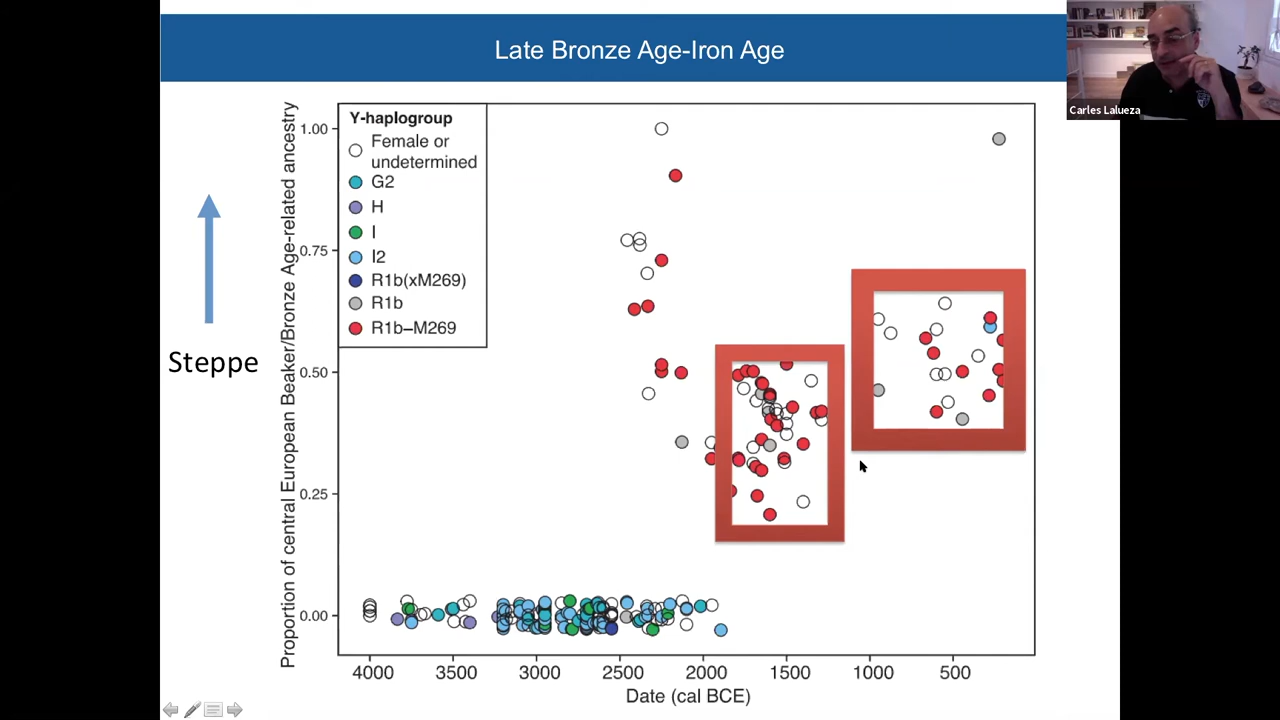 Late Bronze Age-Iron Age
Carles Lalueza
Proportion of central European Beaker/Bronze Age-related ancestry
Steppe
1.00
0.75
0.50
0.25
0.00
Y-haplogroup
Female or
undetermined
G2
H
I
I2
R1b(xM269)
R1b
R1b–M269
4000 3500 3000 2500 2000 1500 1000 500
Date (cal BCE)